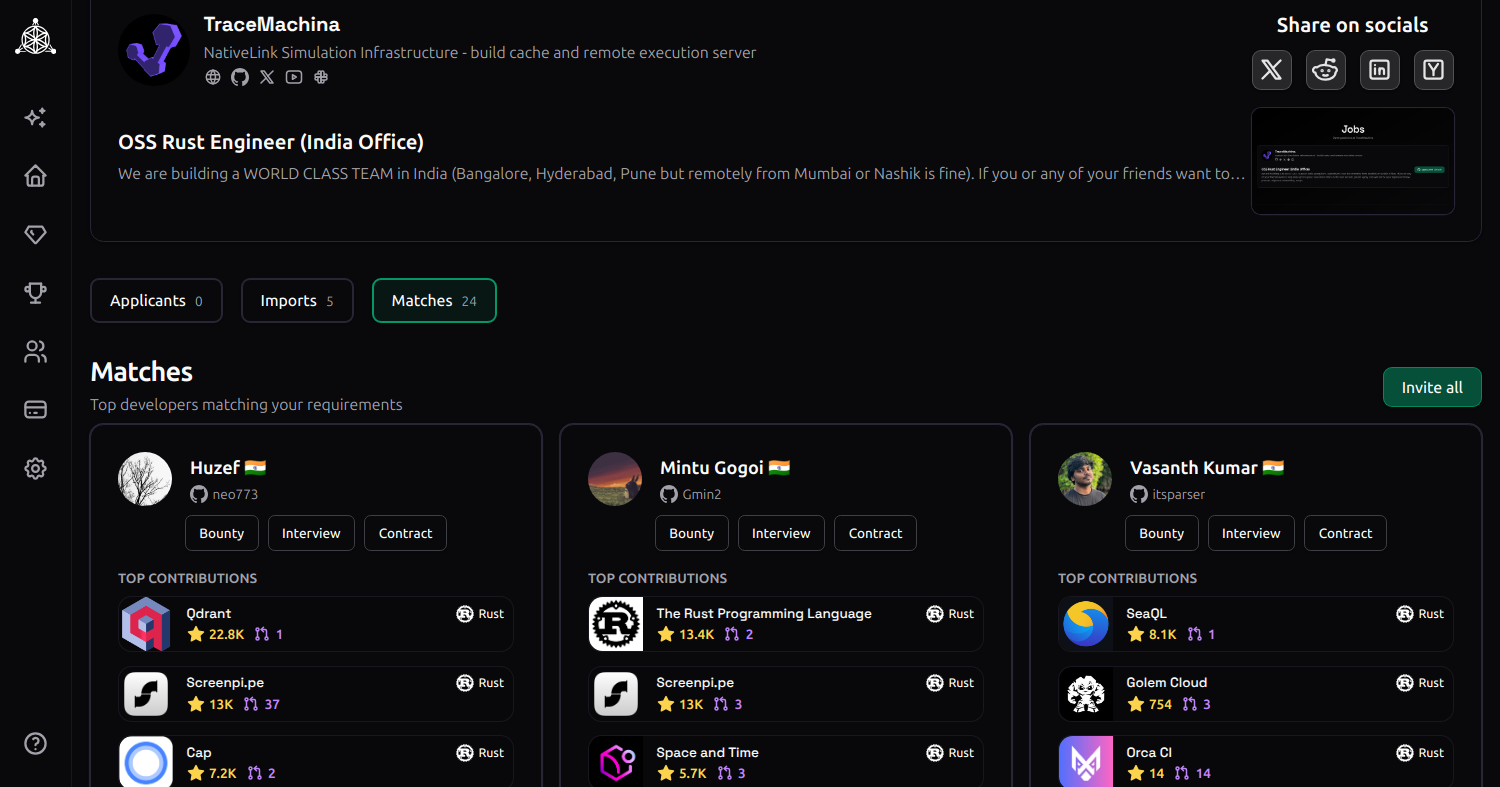 TraceMachina
NativeLink Simulation Infrastructure - build cache and remote execution server
Share on socials
OSS Rust Engineer (India Office)
We are building a WORLD CLASS TEAM in India (Bangalore, Hyderabad, Pune but remotely from Mumbai or Nashik is fine). If you or any of your friends want to…
Jobs
TraceMachina
OSS Rust Engineer (India Office)
Applicants 0
Imports 5
Matches 24
Matches
Top developers matching your requirements
Invite all
Huzef
neo773
Bounty
Interview
Contract
TOP CONTRIBUTIONS
Qdrant
Rust
22.8K 1
Screenpi.pe
Rust
13K 37
Cap
Rust
7.2K 2
Mintu Gogoi
Gmin2
Bounty
Interview
Contract
TOP CONTRIBUTIONS
The Rust Programming Language
Rust
13.4K 2
Screenpi.pe
Rust
13K 3
Space and Time
Rust
5.7K 3
Vasanth Kumar
itsparser
Bounty
Interview
Contract
TOP CONTRIBUTIONS
SeaQL
Rust
8.1K 1
Golem Cloud
Rust
754 3
Orca CI
Rust
14 14